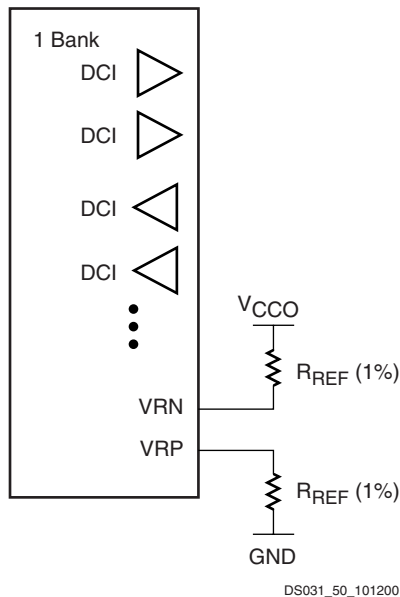 1 Bank
DCI
DCI
DCI
DCI
VCCO
RREF (1%)
VRN
VRP
RREF (1%)
GND
DS031_50_101200